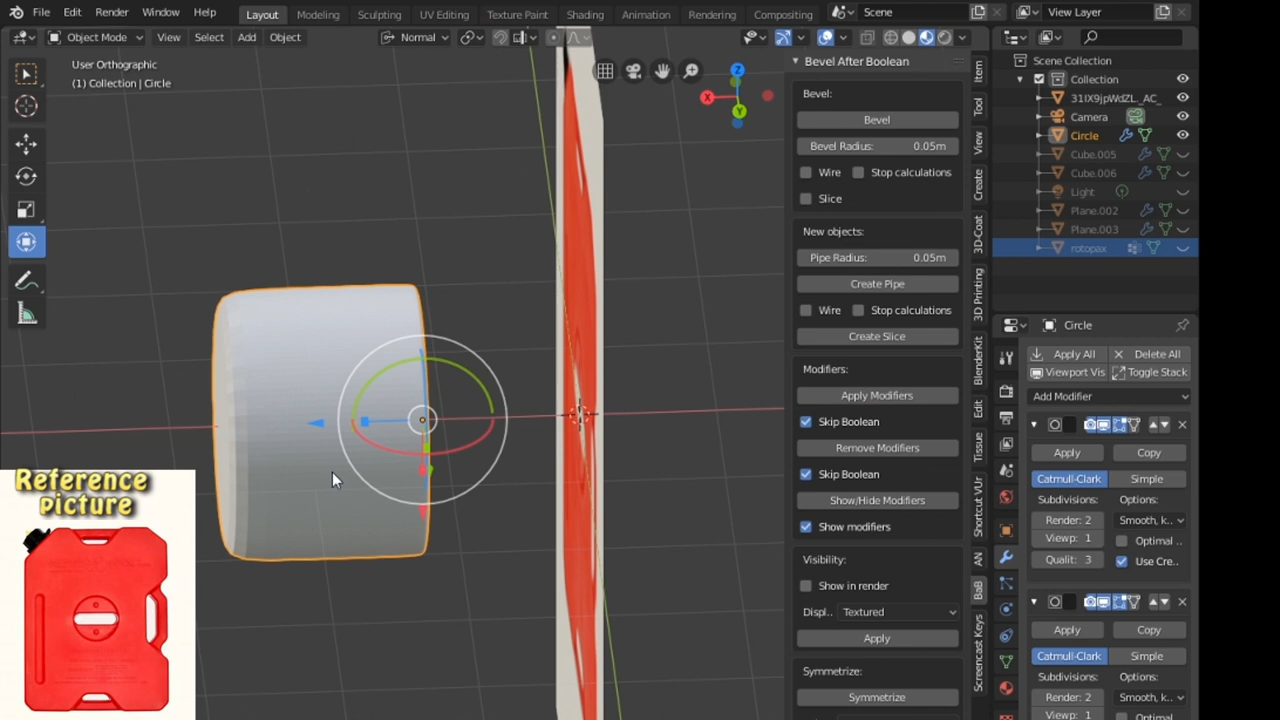 File Edit Render Window Help Layout Modeling Sculpting UV Editing Texture Paint Shading Animation Rendering Compositing Scene View Layer
Object Mode View Select Add Object Normal
User Orthographic
(1) Collection | Circle
X
Y
Z
Reference
picture
Bevel After Boolean
Bevel:
Bevel
Bevel Radius: 0.05m
Wire Stop calculations
Slice
New objects:
Pipe Radius: 0.05m
Create Pipe
Wire Stop calculations
Create Slice
Modifiers:
Apply Modifiers
Skip Boolean
Remove Modifiers
Skip Boolean
Show/Hide Modifiers
Show modifiers
Visibility:
Show in render
Displ.. Textured
Apply
Symmetrize:
Symmetrize
Item
Tool
View
Create
3D-Coat
3D Printing
BlenderKit
Edit
Tissue
Shortcut VUr
AN
BaB
Screencast Keys
Scene Collection
Collection
31IX9jpWdZL_AC_
Camera
Circle
Cube.005
Cube.006
Light
Plane.002
Plane.003
rotopax
Circle
Apply All Delete All
Viewport Vis Toggle Stack
Add Modifier
Apply Copy
Catmull-Clark Simple
Subdivisions: Options:
Render: 2 Smooth, k..
Viewp: 1 Optimal ..
Qualit: 3 Use Cre..
Apply Copy
Catmull-Clark Simple
Subdivisions: Options:
Render: 2 Smooth, k..
Viewp: 1 Optimal